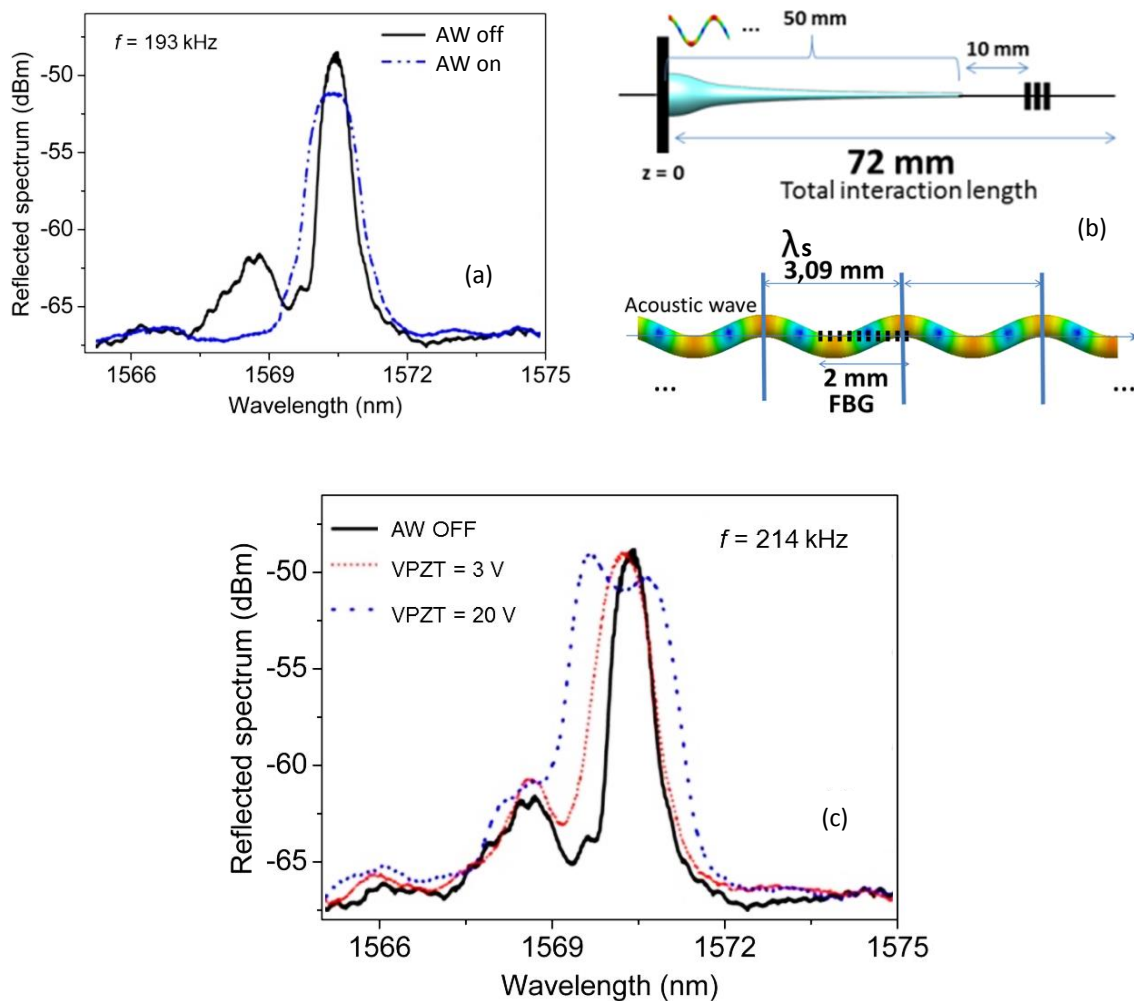 f = 193 kHz
AW off
AW on
-50
-55
-60
-65
Reflected spectrum (dBm)
(a)
1566 1569 1572 1575
Wavelength (nm)
50 mm
...
10 mm
z = 0
72 mm
Total interaction length
(b)
λs
3,09 mm
Acoustic wave
... 2 mm ...
FBG
AW OFF
VPZT = 3 V
VPZT = 20 V
f = 214 kHz
-50
-55
-60
-65
Reflected spectrum (dBm)
(c)
1566 1569 1572 1575
Wavelength (nm)